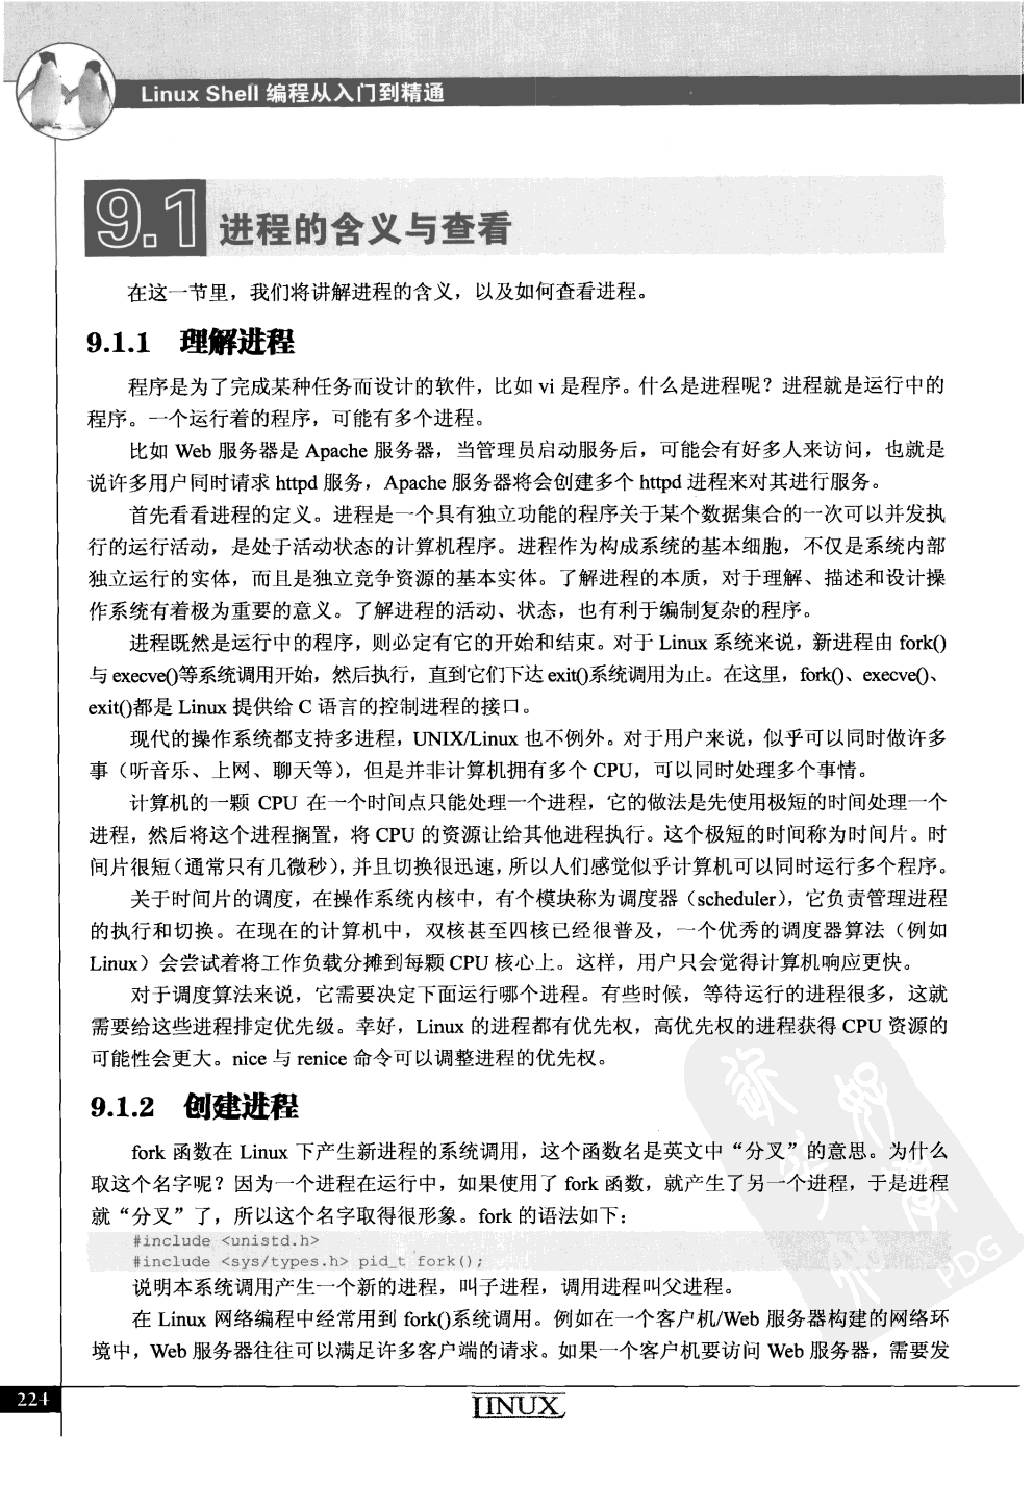 Linux Shell 编程从入门到精通
9.1 进程的含义与查看
在这一节里，我们将讲解进程的含义，以及如何查看进程。
9.1.1 理解进程
程序是为了完成某种任务而设计的软件，比如 vi 是程序。什么是进程呢？进程就是运行中的
程序。一个运行着的程序，可能有多个进程。
比如 Web 服务器是 Apache 服务器，当管理员启动服务后，可能会有好多人来访问，也就是
说许多用户同时请求 httpd 服务，Apache 服务器将会创建多个 httpd 进程来对其进行服务。
首先看看进程的定义。进程是一个具有独立功能的程序关于某个数据集合的一次可以并发执
行的运行活动，是处于活动状态的计算机程序。进程作为构成系统的基本细胞，不仅是系统内部
独立运行的实体，而且是独立竞争资源的基本实体。了解进程的本质，对于理解、描述和设计操
作系统有着极为重要的意义。了解进程的活动、状态，也有利于编制复杂的程序。
进程既然是运行中的程序，则必定有它的开始和结束。对于 Linux 系统来说，新进程由 fork()
与 execve()等系统调用开始，然后执行，直到它们下达 exit()系统调用为止。在这里，fork()、execve()、
exit()都是 Linux 提供给 C 语言的控制进程的接口。
现代的操作系统都支持多进程，UNIX/Linux 也不例外。对于用户来说，似乎可以同时做许多
事（听音乐、上网、聊天等），但是并非计算机拥有多个 CPU，可以同时处理多个事情。
计算机的一颗 CPU 在一个时间点只能处理一个进程，它的做法是先使用极短的时间处理一个
进程，然后将这个进程搁置，将 CPU 的资源让给其他进程执行。这个极短的时间称为时间片。时
间片很短（通常只有几微秒），并且切换很迅速，所以人们感觉似乎计算机可以同时运行多个程序。
关于时间片的调度，在操作系统内核中，有个模块称为调度器（scheduler），它负责管理进程
的执行和切换。在现在的计算机中，双核甚至四核已经很普及，一个优秀的调度器算法（例如
Linux）会尝试着将工作负载分摊到每颗 CPU 核心上。这样，用户只会觉得计算机响应更快。
对于调度算法来说，它需要决定下面运行哪个进程。有些时候，等待运行的进程很多，这就
需要给这些进程排定优先级。幸好，Linux 的进程都有优先权，高优先权的进程获得 CPU 资源的
可能性会更大。nice 与 renice 命令可以调整进程的优先权。
9.1.2 创建进程
fork 函数在 Linux 下产生新进程的系统调用，这个函数名是英文中“分叉”的意思。为什么
取这个名字呢？因为一个进程在运行中，如果使用了 fork 函数，就产生了另一个进程，于是进程
就“分叉”了，所以这个名字取得很形象。fork 的语法如下：
#include <unistd.h>
#include <sys/types.h> pid_t fork();
说明本系统调用产生一个新的进程，叫子进程，调用进程叫父进程。
在 Linux 网络编程中经常用到 fork()系统调用。例如在一个客户机/Web 服务器构建的网络环
境中，Web 服务器往往可以满足许多客户端的请求。如果一个客户机要访问 Web 服务器，需要发
224
LINUX
PDG